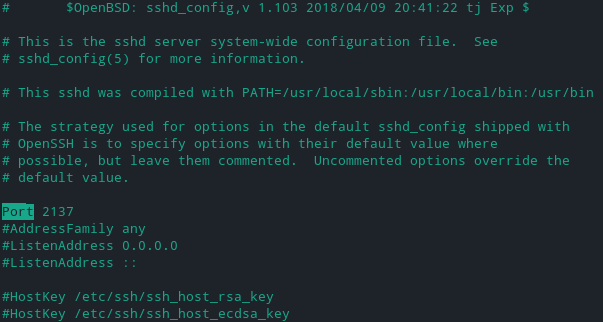 #       $OpenBSD: sshd_config,v 1.103 2018/04/09 20:41:22 tj Exp $
# This is the sshd server system-wide configuration file.  See
# sshd_config(5) for more information.
# This sshd was compiled with PATH=/usr/local/sbin:/usr/local/bin:/usr/bin
# The strategy used for options in the default sshd_config shipped with
# OpenSSH is to specify options with their default value where
# possible, but leave them commented.  Uncommented options override the
# default value.
Port 2137
#AddressFamily any
#ListenAddress 0.0.0.0
#ListenAddress ::
#HostKey /etc/ssh/ssh_host_rsa_key
#HostKey /etc/ssh/ssh_host_ecdsa_key